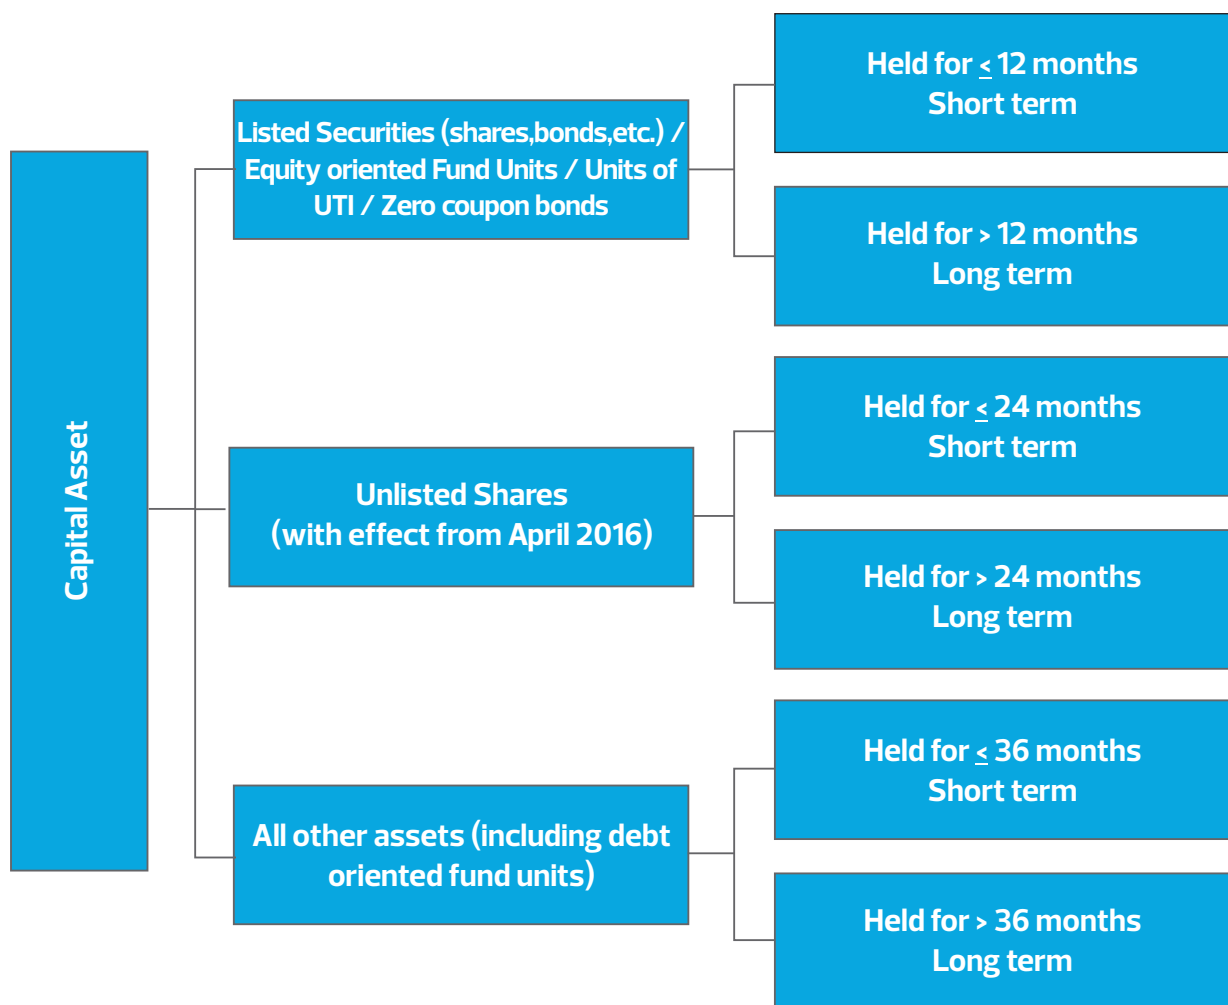 Capital Asset
Listed Securities (shares,bonds,etc.) /
Equity oriented Fund Units / Units of
UTI / Zero coupon bonds
Held for ≤ 12 months
Short term
Held for > 12 months
Long term
Unlisted Shares
(with effect from April 2016)
Held for ≤ 24 months
Short term
Held for > 24 months
Long term
All other assets (including debt
oriented fund units)
Held for ≤ 36 months
Short term
Held for > 36 months
Long term